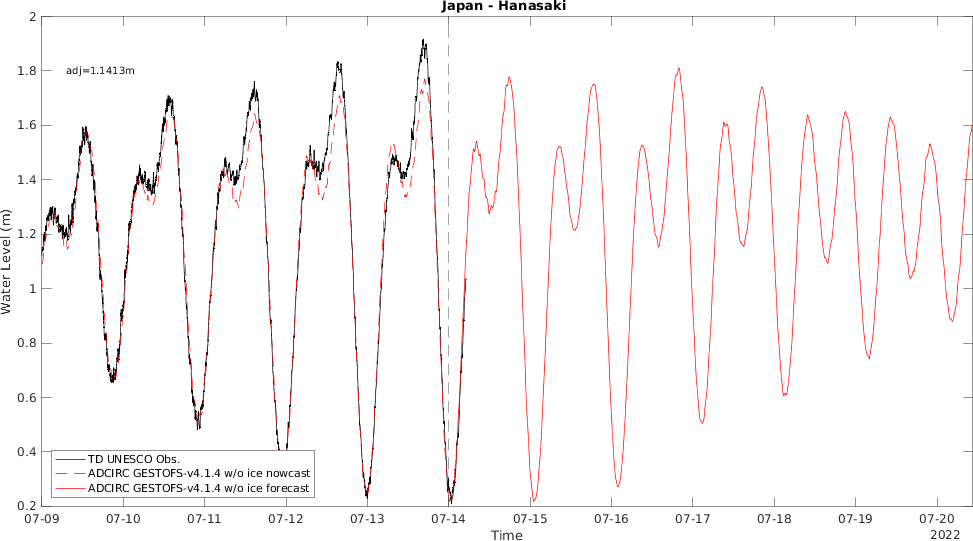 Japan - Hanasaki
2
1.8
1.6
1.4
1.2
1
0.8
0.6
0.4
0.2
Water Level (m)
adj=1.1413m
TD UNESCO Obs.
ADCIRC GESTOFS-v4.1.4 w/o ice nowcast
ADCIRC GESTOFS-v4.1.4 w/o ice forecast
07-09 07-10 07-11 07-12 07-13 07-14 07-15 07-16 07-17 07-18 07-19 07-20
Time
2022